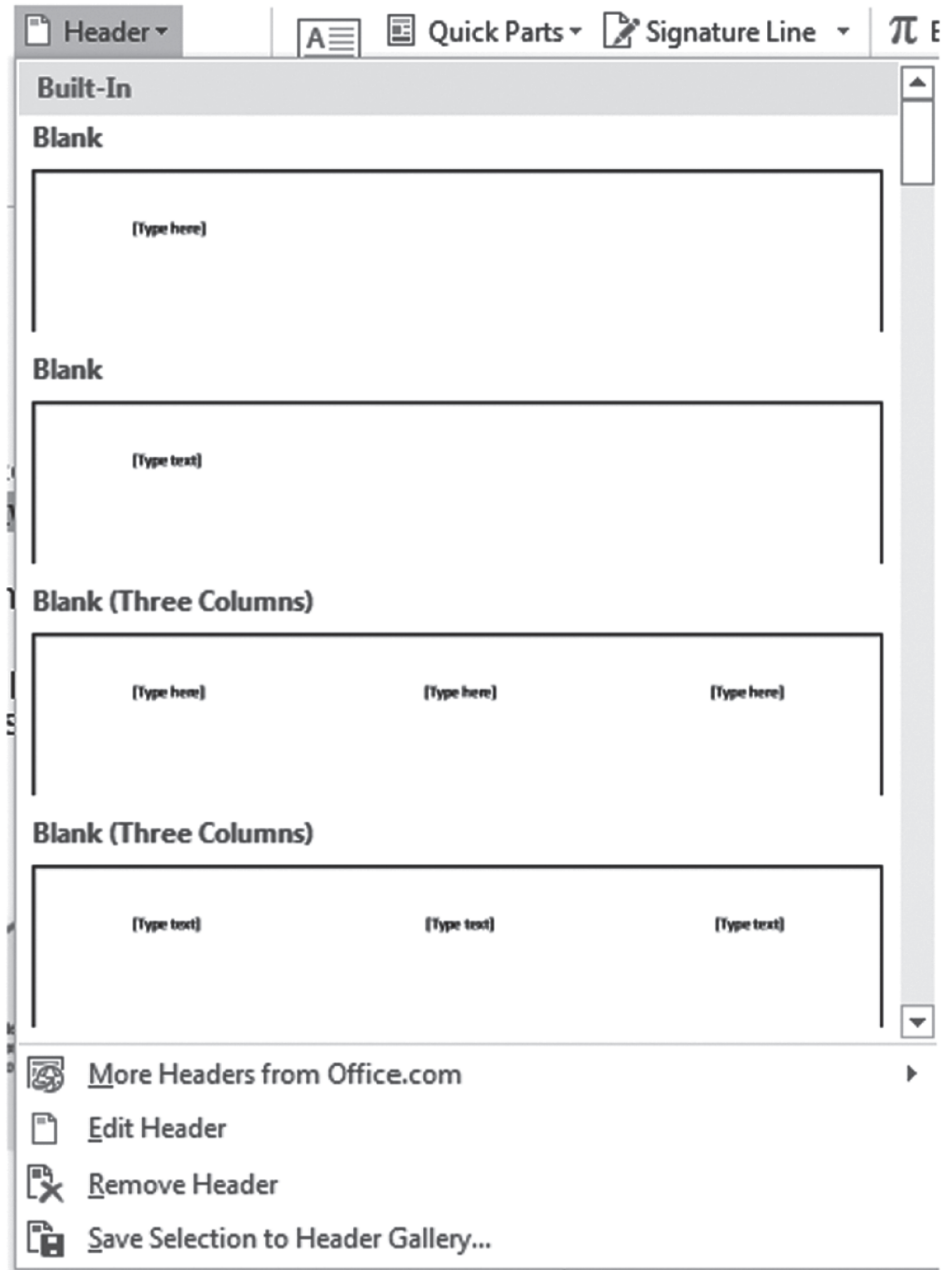 Header Quick Parts Signature Line π E
Built-In
Blank
[Type here]
Blank
[Type text]
Blank (Three Columns)
[Type here] [Type here] [Type here]
Blank (Three Columns)
[Type text] [Type text] [Type text]
More Headers from Office.com
Edit Header
Remove Header
Save Selection to Header Gallery...